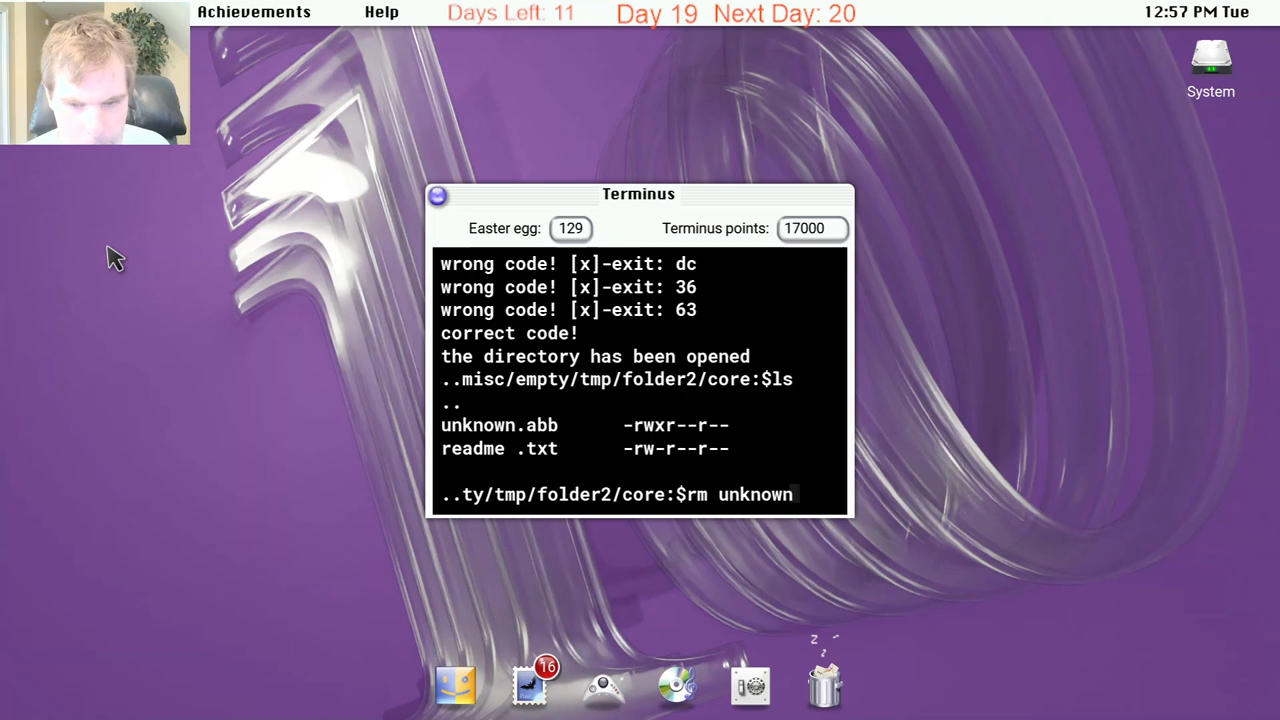 Achievements Help Days Left: 11 Day 19 Next Day: 20 12:57 PM Tue
System
Terminus
Easter egg: 129 Terminus points: 17000
wrong code! [x]-exit: dc
wrong code! [x]-exit: 36
wrong code! [x]-exit: 63
correct code!
the directory has been opened
..misc/empty/tmp/folder2/core:$ls
..
unknown.abb -rwxr--r--
readme .txt -rw-r--r--
..ty/tmp/folder2/core:$rm unknown
z z
z
16